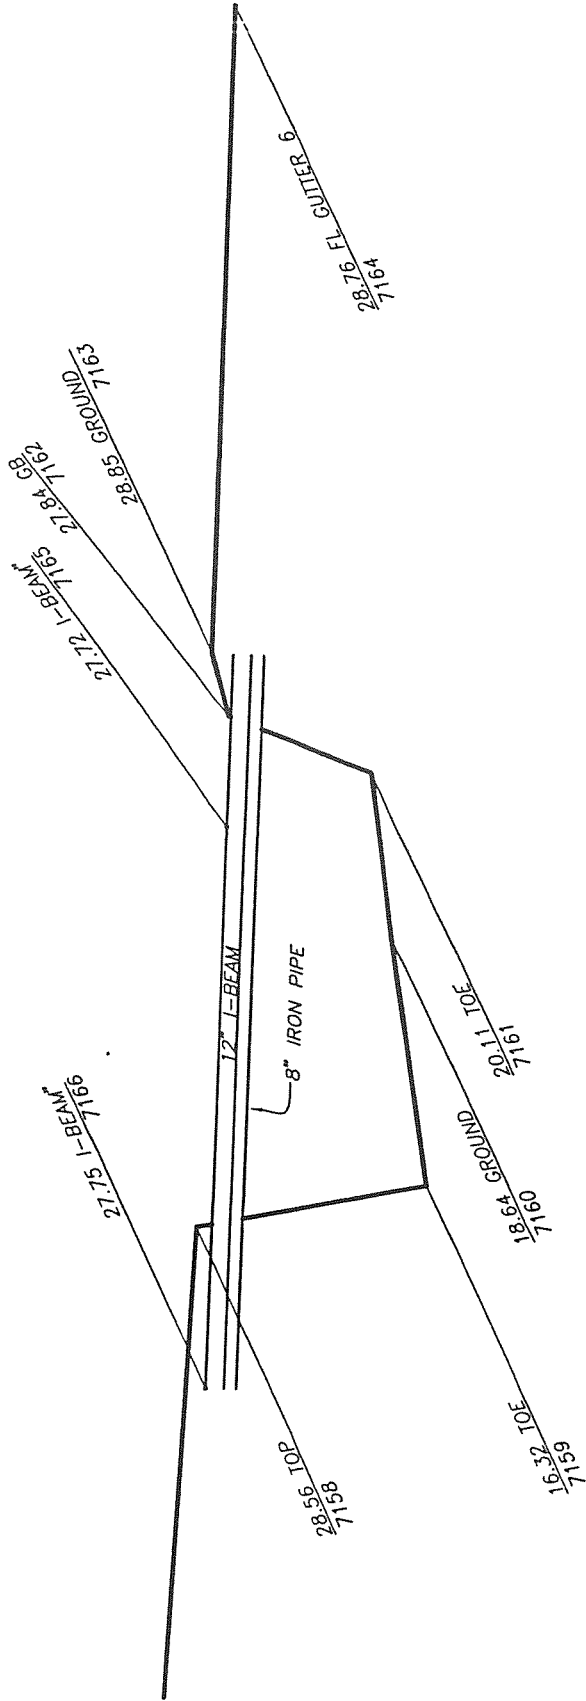 27.75 I-BEAM"
7166
27.72 I-BEAM"
7165
27.84 GB
7162
28.85 GROUND
7163
12" I-BEAM
8" IRON PIPE
28.56 TOP
7158
16.32 TOE
7159
18.64 GROUND
7160
20.11 TOE
7161
28.76 FL GUTTER 6
7164